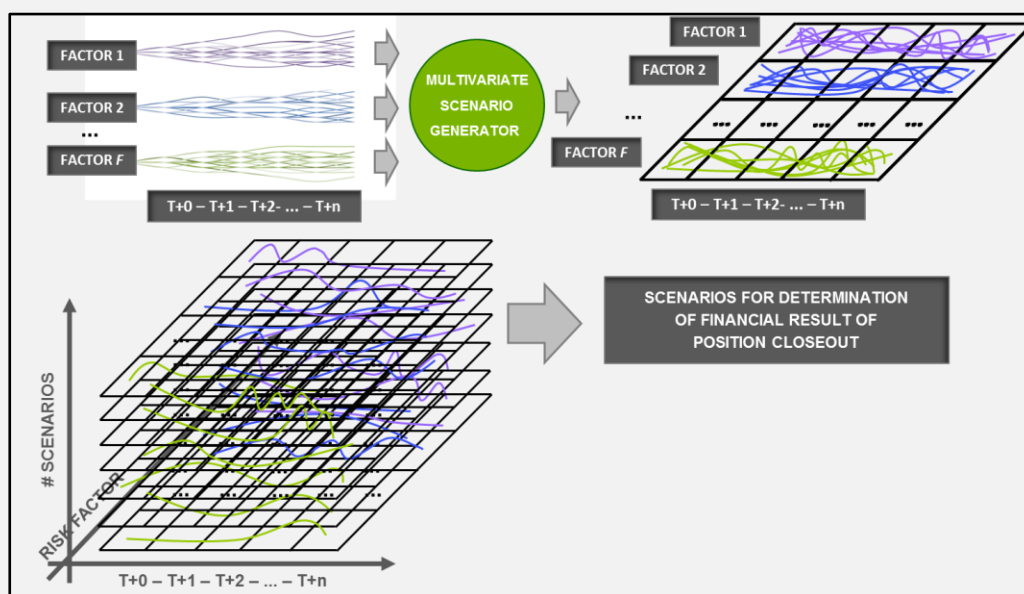 FACTOR 1
FACTOR 2
...
FACTOR F
T+0 – T+1 – T+2- ... – T+n
MULTIVARIATE
SCENARIO
GENERATOR
FACTOR 1
FACTOR 2
...
FACTOR F
... ... ... ... ...
T+0 – T+1 – T+2- ... – T+n
# SCENARIOS
RISK FACTOR
T+0 – T+1 – T+2 – ... – T+n
SCENARIOS FOR DETERMINATION
OF FINANCIAL RESULT OF
POSITION CLOSEOUT